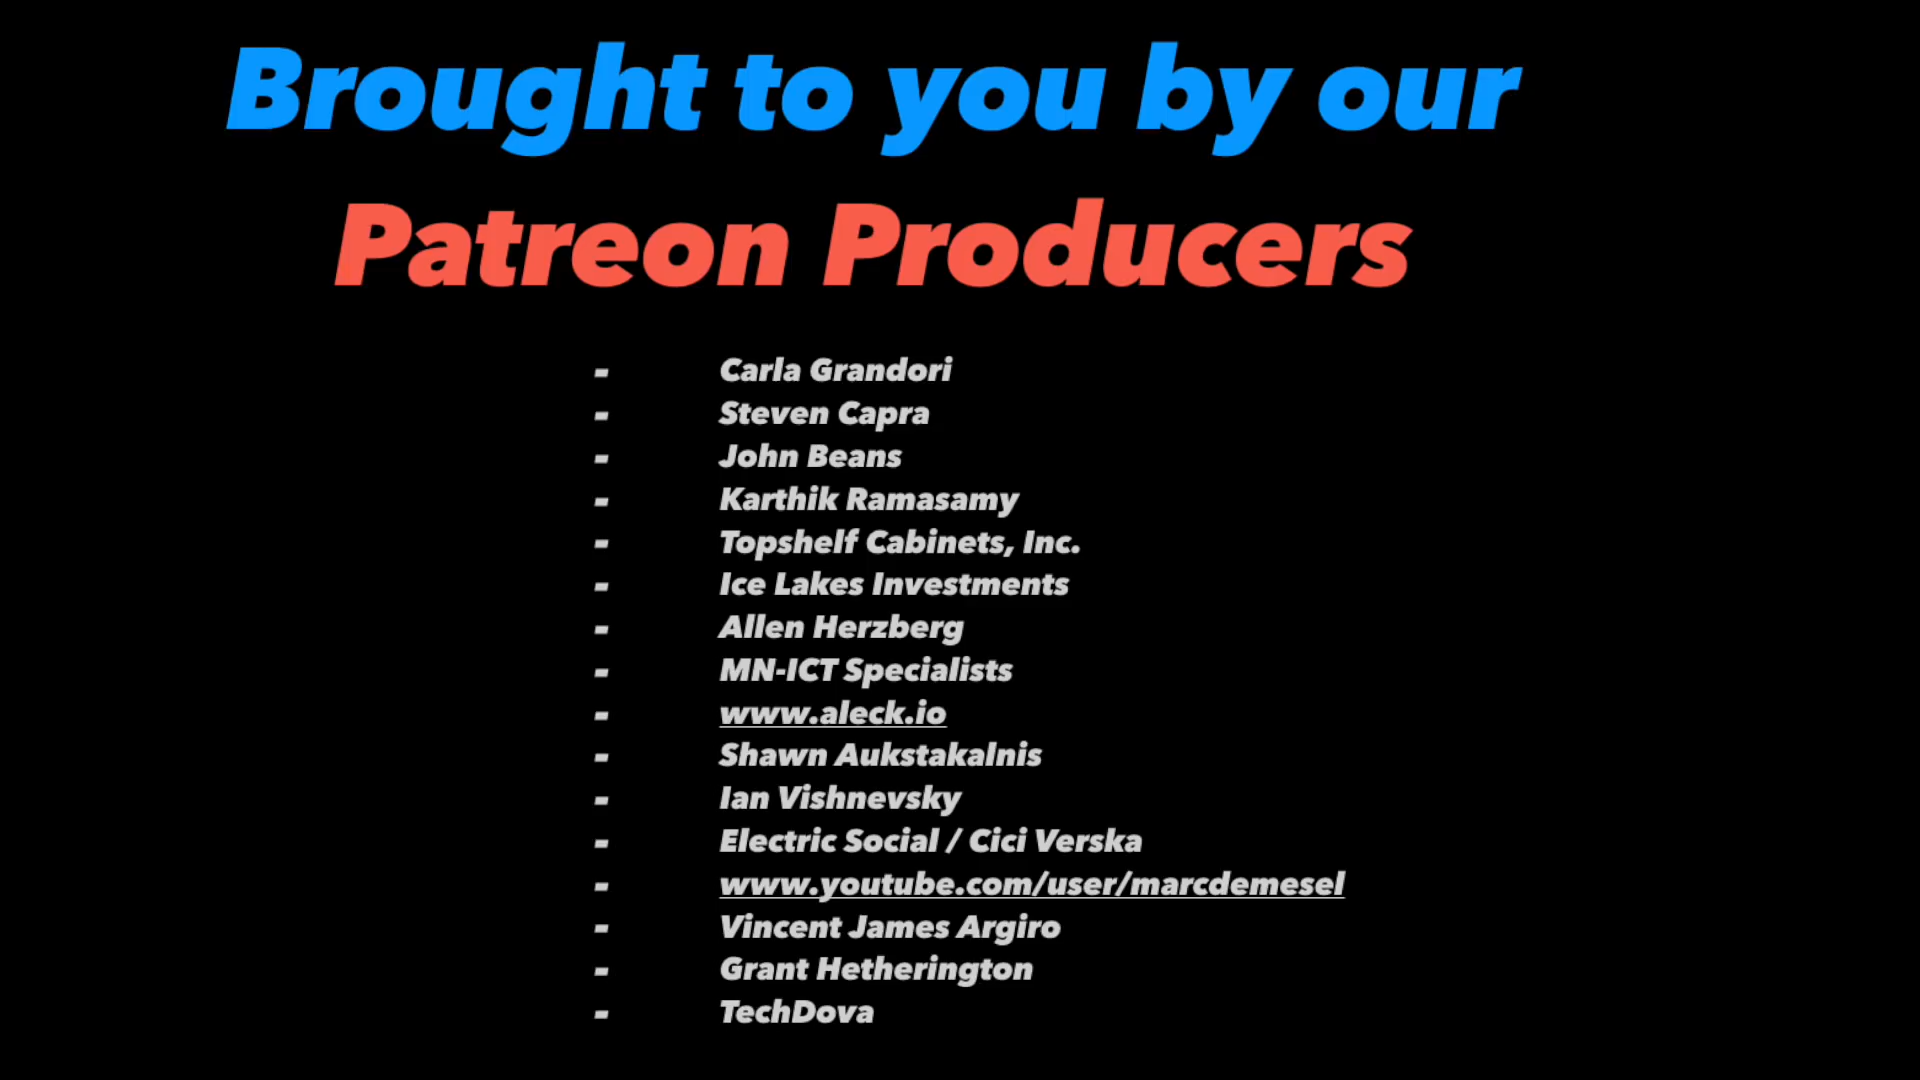 Brought to you by our
Patreon Producers
- Carla Grandori
- Steven Capra
- John Beans
- Karthik Ramasamy
- Topshelf Cabinets, Inc.
- Ice Lakes Investments
- Allen Herzberg
- MN-ICT Specialists
- www.aleck.io
- Shawn Aukstakalnis
- Ian Vishnevsky
- Electric Social / Cici Verska
- www.youtube.com/user/marcdemesel
- Vincent James Argiro
- Grant Hetherington
- TechDova